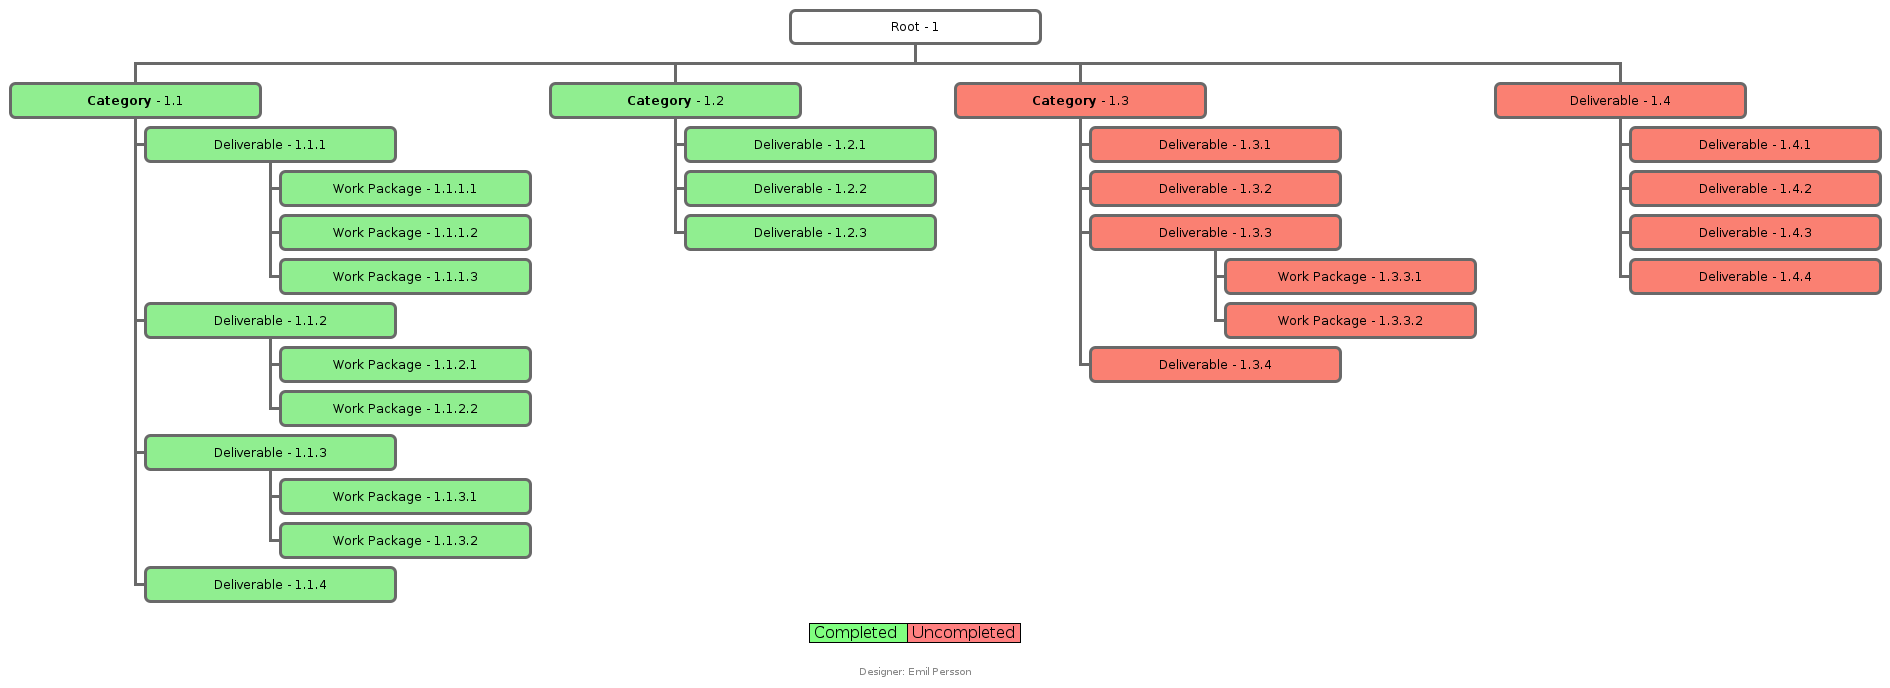 Root - 1
Category - 1.1
Deliverable - 1.1.1
Work Package - 1.1.1.1
Work Package - 1.1.1.2
Work Package - 1.1.1.3
Deliverable - 1.1.2
Work Package - 1.1.2.1
Work Package - 1.1.2.2
Deliverable - 1.1.3
Work Package - 1.1.3.1
Work Package - 1.1.3.2
Deliverable - 1.1.4
Category - 1.2
Deliverable - 1.2.1
Deliverable - 1.2.2
Deliverable - 1.2.3
Category - 1.3
Deliverable - 1.3.1
Deliverable - 1.3.2
Deliverable - 1.3.3
Work Package - 1.3.3.1
Work Package - 1.3.3.2
Deliverable - 1.3.4
Deliverable - 1.4
Deliverable - 1.4.1
Deliverable - 1.4.2
Deliverable - 1.4.3
Deliverable - 1.4.4
Completed Uncompleted
Designer: Emil Persson